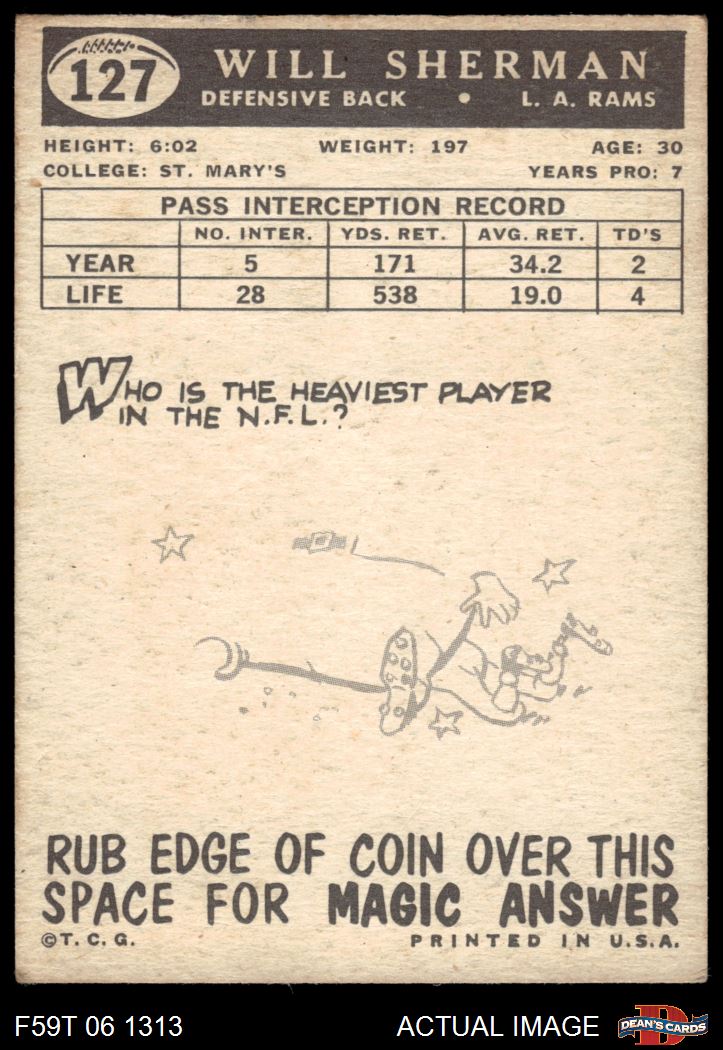 127
WILL SHERMAN
DEFENSIVE BACK • L. A. RAMS
HEIGHT: 6:02 WEIGHT: 197 AGE: 30
COLLEGE: ST. MARY'S YEARS PRO: 7
PASS INTERCEPTION RECORD
NO. INTER. YDS. RET. AVG. RET. TD'S
YEAR 5 171 34.2 2
LIFE 28 538 19.0 4
WHO IS THE HEAVIEST PLAYER
IN THE N.F.L.?
RUB EDGE OF COIN OVER THIS
SPACE FOR MAGIC ANSWER
©T. C. G. PRINTED IN U.S.A.
F59T 06 1313 ACTUAL IMAGE D DEAN'S CARDS